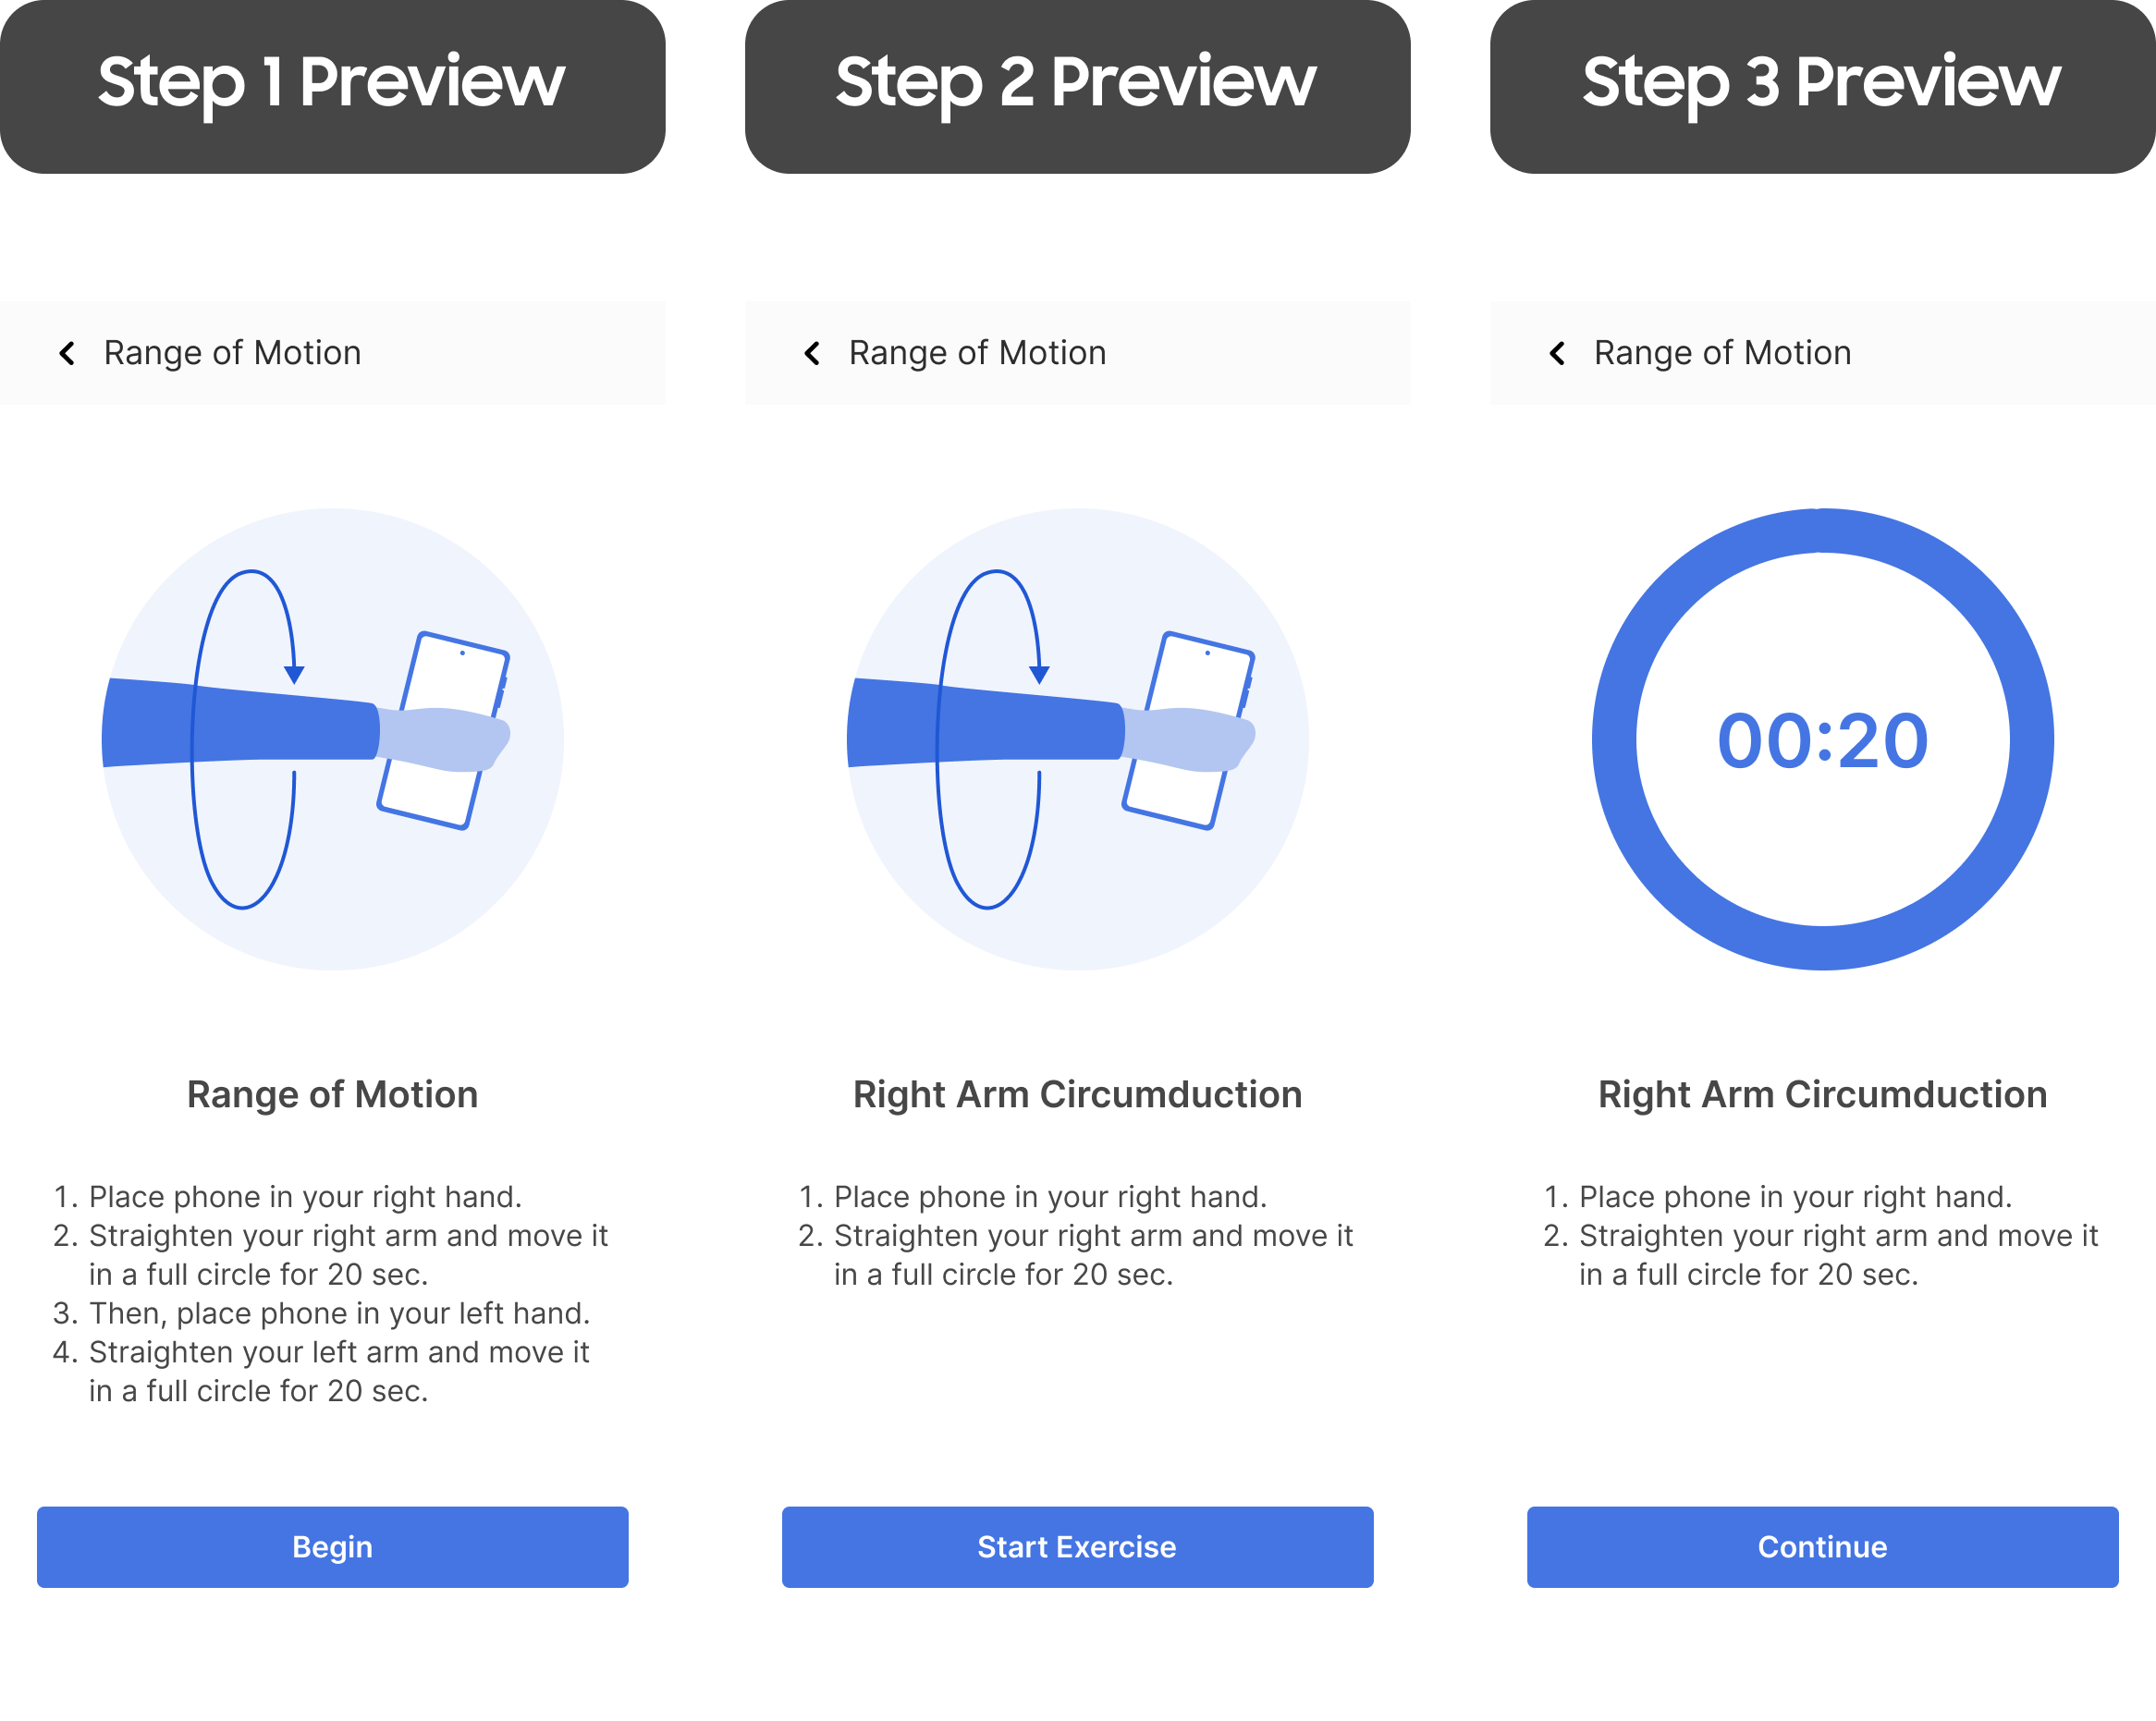 Step 1 Preview
Range of Motion
Range of Motion
1. Place phone in your right hand.
2. Straighten your right arm and move it
in a full circle for 20 sec.
3. Then, place phone in your left hand.
4. Straighten your left arm and move it
in a full circle for 20 sec.
Begin
Step 2 Preview
Range of Motion
Right Arm Circumduction
1. Place phone in your right hand.
2. Straighten your right arm and move it
in a full circle for 20 sec.
Start Exercise
Step 3 Preview
Range of Motion
00:20
Right Arm Circumduction
1. Place phone in your right hand.
2. Straighten your right arm and move it
in a full circle for 20 sec.
Continue